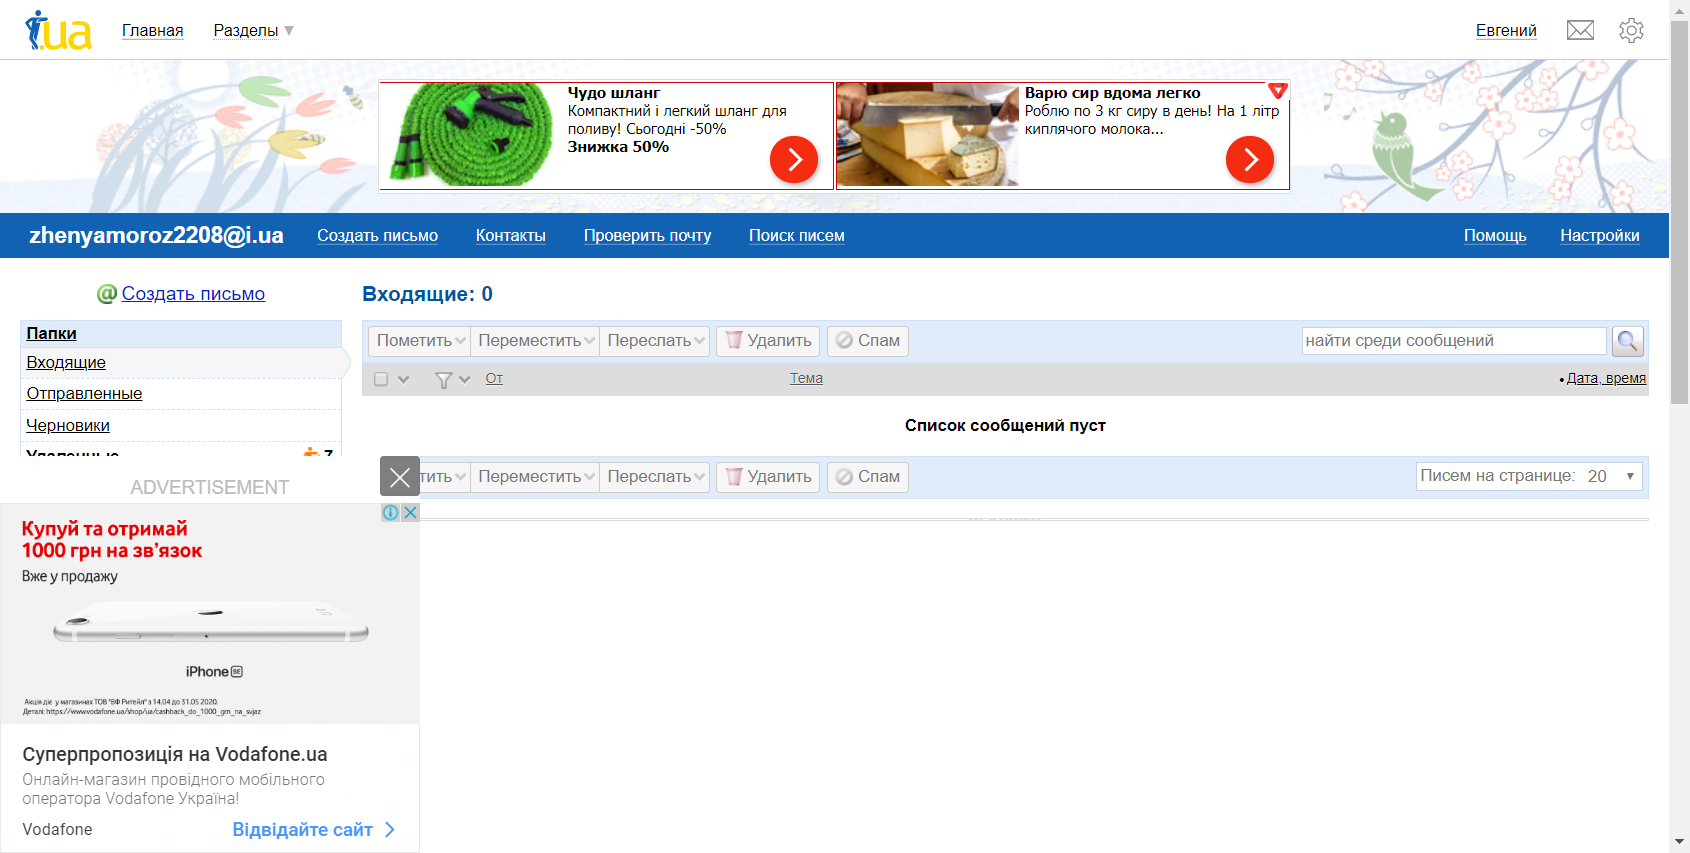 i.ua
Главная
Разделы
Евгений
Чудо шланг
Компактний і легкий шланг для
поливу! Сьогодні -50%
Знижка 50%
Варю сир вдома легко
Роблю по 3 кг сиру в день! На 1 літр
киплячого молока...
zhenyamoroz2208@i.ua
Создать письмо
Контакты
Проверить почту
Поиск писем
Помощь
Настройки
Создать письмо
Папки
Входящие
Отправленные
Черновики
Удаленные 7
Входящие: 0
Пометить
Переместить
Переслать
Удалить
Спам
найти среди сообщений
От
Тема
Дата, время
Список сообщений пуст
тить
Переместить
Переслать
Удалить
Спам
Писем на странице: 20
ADVERTISEMENT
Купуй та отримай
1000 грн на зв’язок
Вже у продажу
iPhone SE
Акція діє у магазинах ТОВ "ВФ Ритейл" з 14.04 до 31.05 2020.
Деталі: https://www.vodafone.ua/shop/ua/cashback_do_1000_grn_na_svjaz
Суперпропозиція на Vodafone.ua
Онлайн-магазин провідного мобільного
оператора Vodafone Україна!
Vodafone
Відвідайте сайт